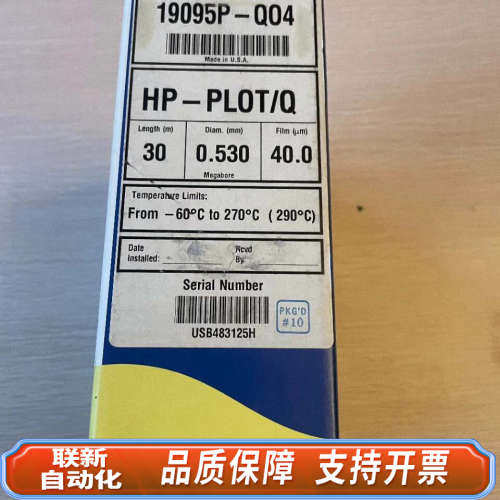 19095P-QO4
Made in U.S.A.
HP-PLOT/Q
Length (m) Diam. (mm) Film (µm)
30 0.530 40.0
Megabore
Temperature Limits:
From -60°C to 270°C (290°C)
Date Installed: Rcvd By:
Serial Number
USB483125H
PKG'D
#10
联新
自动化
品质保障 支持开票